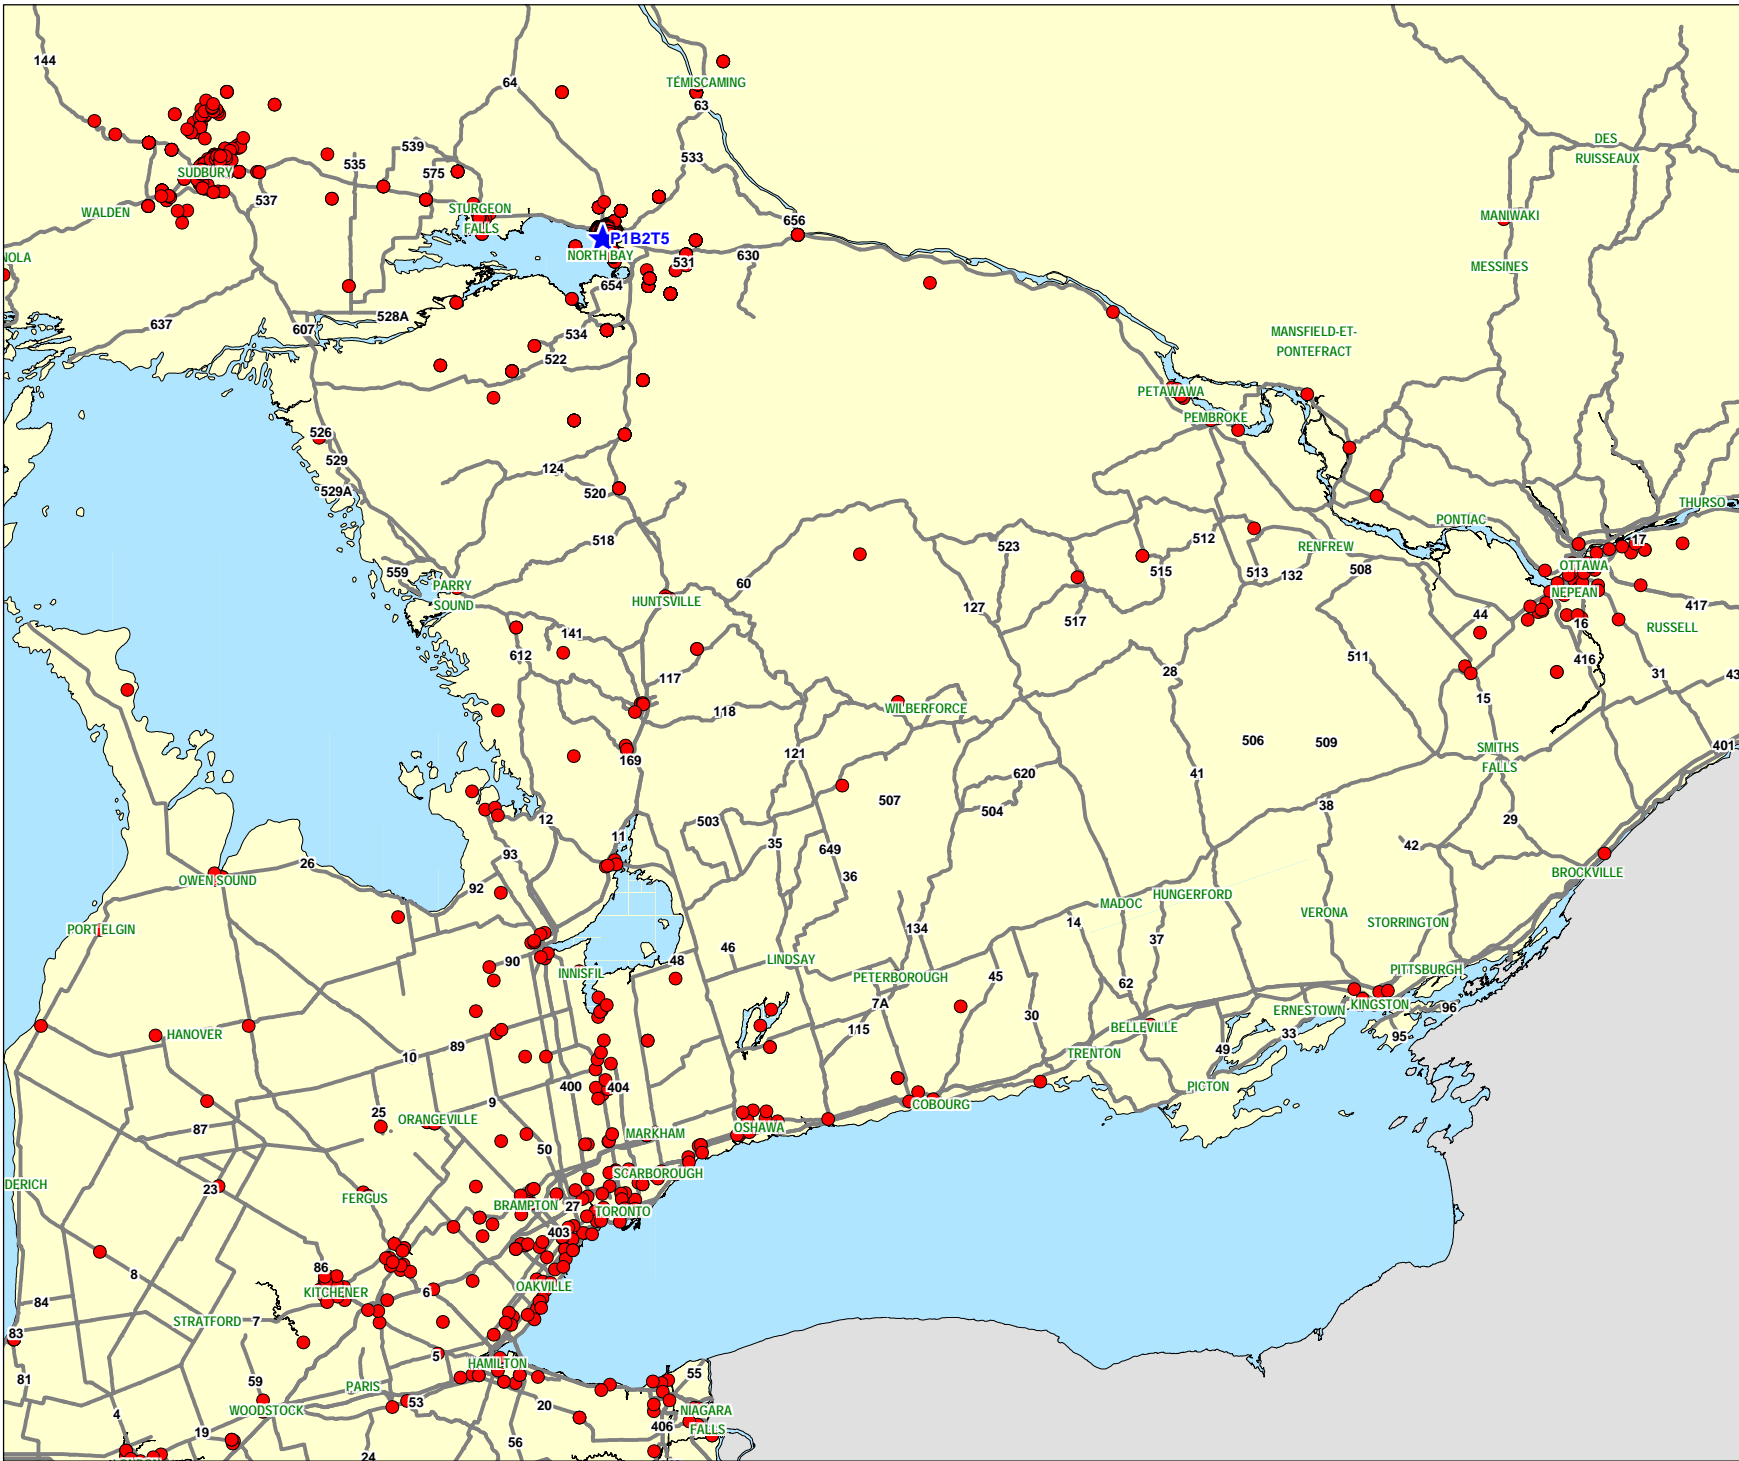 144
64
TÉMISCAMING
63
DES
RUISSEAUX
539
535
533
575
SUDBURY
537
WALDEN
STURGEON
FALLS
656
MANIWAKI
P1B2T5
NORTH BAY
531
630
NOLA
MESSINES
654
637
528A
607
534
522
MANSFIELD-ET-
PONTEFRACT
PETAWAWA
PEMBROKE
526
529
124
529A
520
THURSO
PONTIAC
518
523
512
17
RENFREW
559
515
513
132
508
OTTAWA
PARRY
SOUND
60
HUNTSVILLE
127
517
NEPEAN
417
44
16
RUSSELL
141
612
511
416
117
28
31
43
15
118
WILBERFORCE
506
509
SMITHS
FALLS
401
121
169
620
41
507
38
504
12
503
29
11
35
649
42
93
26
36
BROCKVILLE
OWEN SOUND
92
HUNGERFORD
MADOC
VERONA
STORRINGTON
PORT ELGIN
134
14
37
46
90
48
LINDSAY
INNISFIL
PETERBOROUGH
45
PITTSBURGH
62
7A
KINGSTON
ERNESTOWN
96
HANOVER
115
30
BELLEVILLE
33
95
89
10
TRENTON
49
400
404
PICTON
9
25
ORANGEVILLE
COBOURG
87
OSHAWA
MARKHAM
50
SCARBOROUGH
DERICH
23
FERGUS
BRAMPTON
27
TORONTO
403
8
86
OAKVILLE
KITCHENER
6
84
STRATFORD
7
83
5
HAMILTON
81
59
PARIS
55
53
WOODSTOCK
20
NIAGARA
FALLS
4
19
406
56
24
LONDON